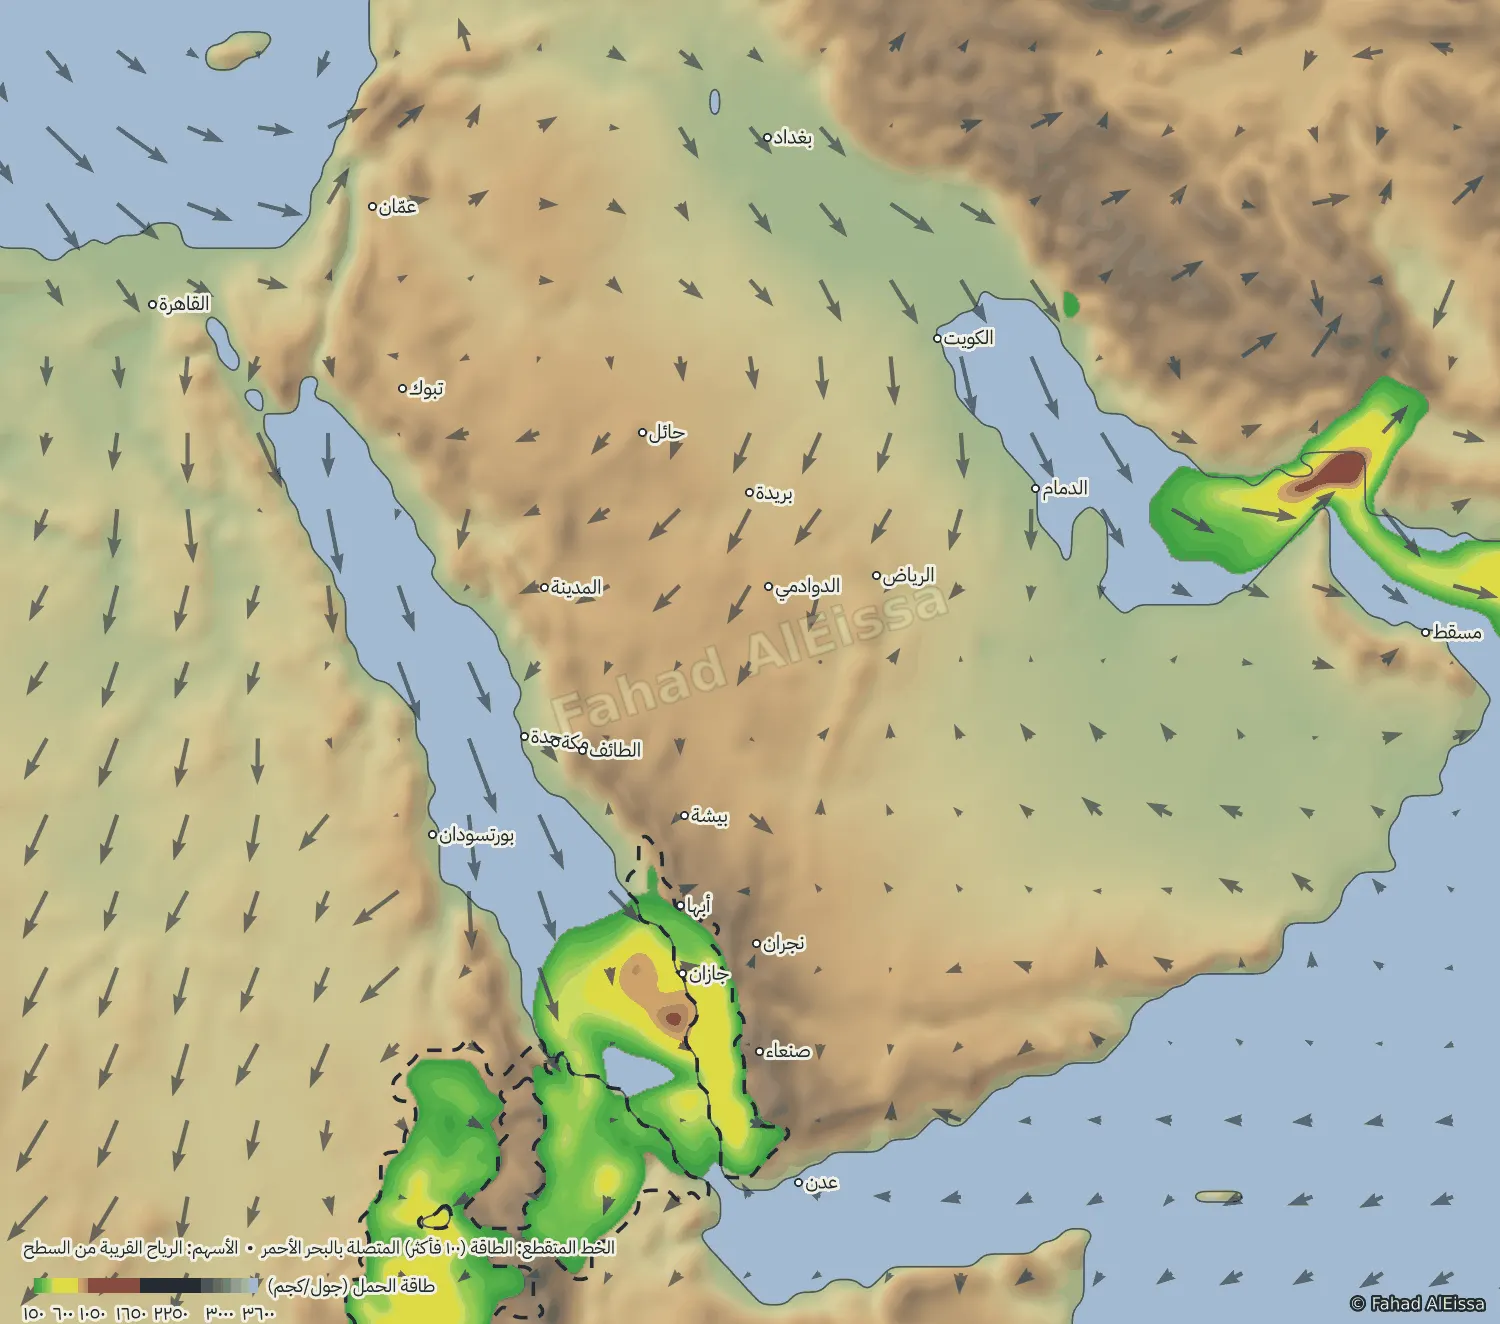 بغداد
عمّان
القاهرة
الكويت
تبوك
حائل
الدمام
بريدة
الرياض
الدوادمي
المدينة
مسقط
Fahad AlEissa
جدة
مكة
الطائف
بيشة
بورتسودان
أبها
نجران
جازان
صنعاء
عدن
الخط المتقطع: الطاقة (١٠٠ فأكثر) المتصلة بالبحر الأحمر • الأسهم: الرياح القريبة من السطح
طاقة الحمل (جول/كجم)
١٥٠ ٦٠٠ ١٠٥٠ ١٦٥٠ ٢٢٥٠ ٣٠٠٠ ٣٦٠٠
© Fahad AlEissa